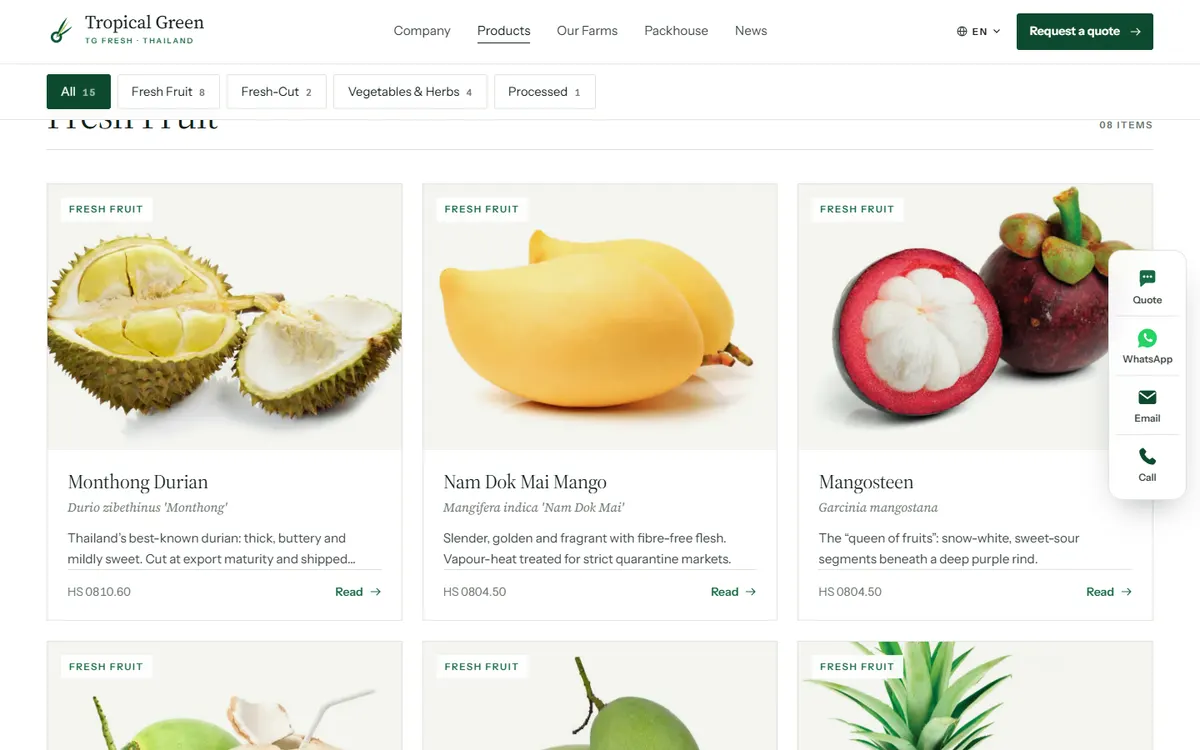 Tropical Green
TG FRESH · THAILAND
Company
Products
Our Farms
Packhouse
News
EN
Request a quote →
All 15
Fresh Fruit 8
Fresh-Cut 2
Vegetables & Herbs 4
Processed 1
Fresh Fruit
08 ITEMS
FRESH FRUIT
Monthong Durian
Durio zibethinus 'Monthong'
Thailand's best-known durian: thick, buttery and
mildly sweet. Cut at export maturity and shipped...
HS 0810.60
Read →
FRESH FRUIT
Nam Dok Mai Mango
Mangifera indica 'Nam Dok Mai'
Slender, golden and fragrant with fibre-free flesh.
Vapour-heat treated for strict quarantine markets.
HS 0804.50
Read →
FRESH FRUIT
Mangosteen
Garcinia mangostana
The “queen of fruits”: snow-white, sweet-sour
segments beneath a deep purple rind.
HS 0804.50
Read →
Quote
WhatsApp
Email
Call
FRESH FRUIT
FRESH FRUIT
FRESH FRUIT